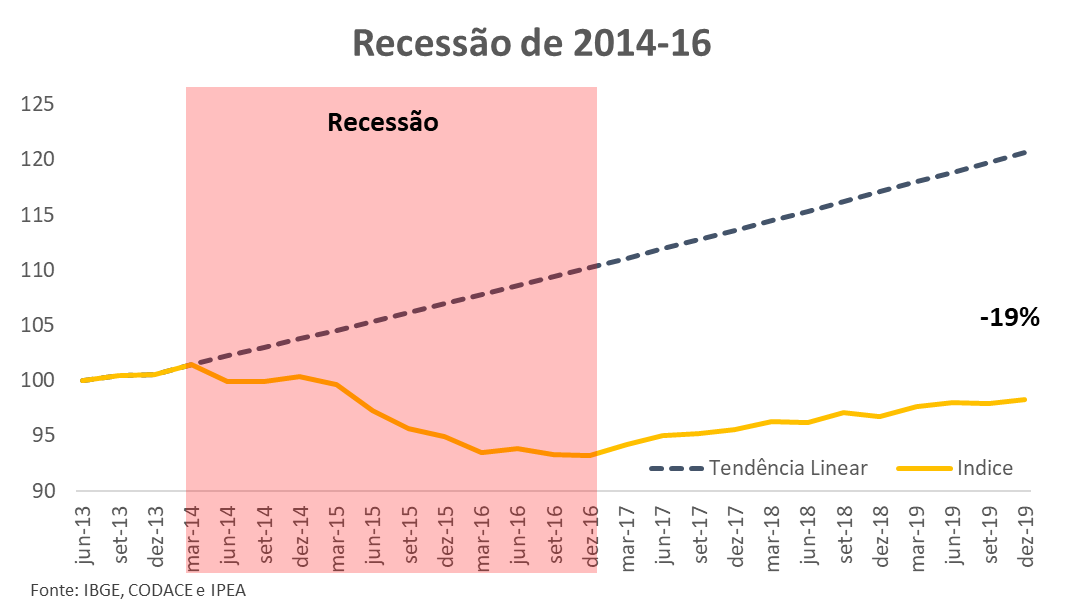 Recessão de 2014-16
125
120
115
110
105
100
95
90
Recessão
-19%
Tendência Linear
Indice
jun-13
set-13
dez-13
mar-14
jun-14
set-14
dez-14
mar-15
jun-15
set-15
dez-15
mar-16
jun-16
set-16
dez-16
mar-17
jun-17
set-17
dez-17
mar-18
jun-18
set-18
dez-18
mar-19
jun-19
set-19
dez-19
Fonte: IBGE, CODACE e IPEA